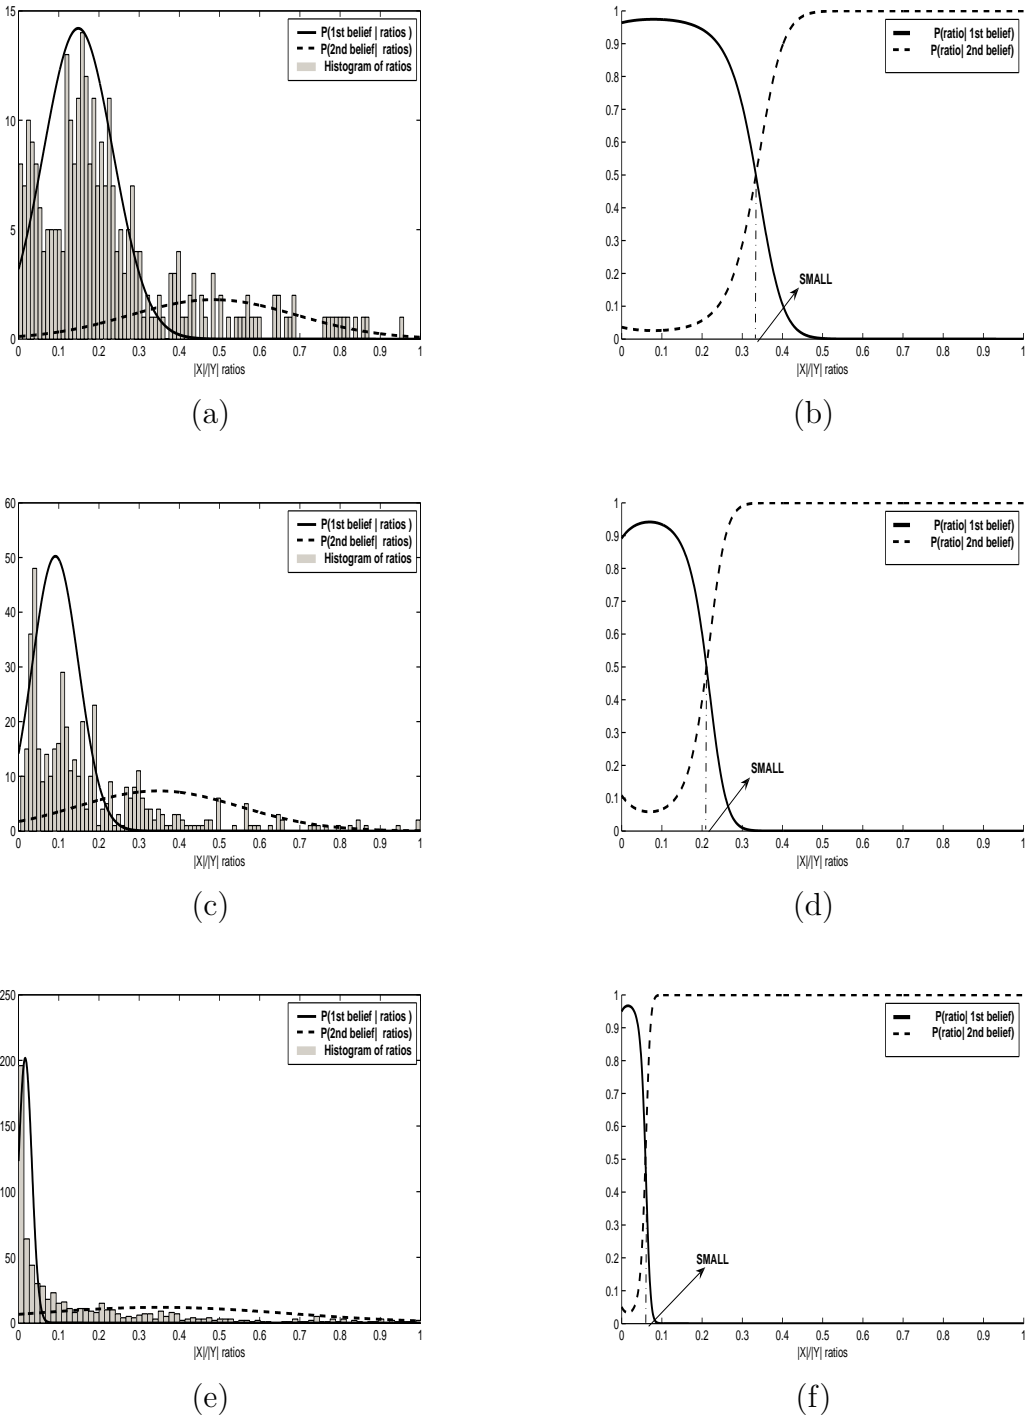 15
10
5
0
P(1st belief | ratios )
P(2nd belief| ratios)
Histogram of ratios
0.1 0.2 0.3 0.4 0.5 0.6 0.7 0.8 0.9 1
|X|/|Y| ratios
(a)
1
0.9
0.8
0.7
0.6
0.5
0.4
0.3
0.2
0.1
0
P(ratio| 1st belief)
P(ratio| 2nd belief)
SMALL
0 0.1 0.2 0.3 0.4 0.5 0.6 0.7 0.8 0.9 1
|X|/|Y| ratios
(b)
60
50
40
30
20
10
0
P(1st belief | ratios )
P(2nd belief| ratios)
Histogram of ratios
0.1 0.2 0.3 0.4 0.5 0.6 0.7 0.8 0.9 1
|X|/|Y| ratios
(c)
1
0.9
0.8
0.7
0.6
0.5
0.4
0.3
0.2
0.1
0
P(ratio| 1st belief)
P(ratio| 2nd belief)
SMALL
0 0.1 0.2 0.3 0.4 0.5 0.6 0.7 0.8 0.9 1
|X|/|Y| ratios
(d)
250
200
150
100
50
0
P(1st belief | ratios )
P(2nd belief| ratios)
Histogram of ratios
0.1 0.2 0.3 0.4 0.5 0.6 0.7 0.8 0.9 1
|X|/|Y| ratios
(e)
1
0.9
0.8
0.7
0.6
0.5
0.4
0.3
0.2
0.1
0
P(ratio| 1st belief)
P(ratio| 2nd belief)
SMALL
0 0.1 0.2 0.3 0.4 0.5 0.6 0.7 0.8 0.9 1
|X|/|Y| ratios
(f)